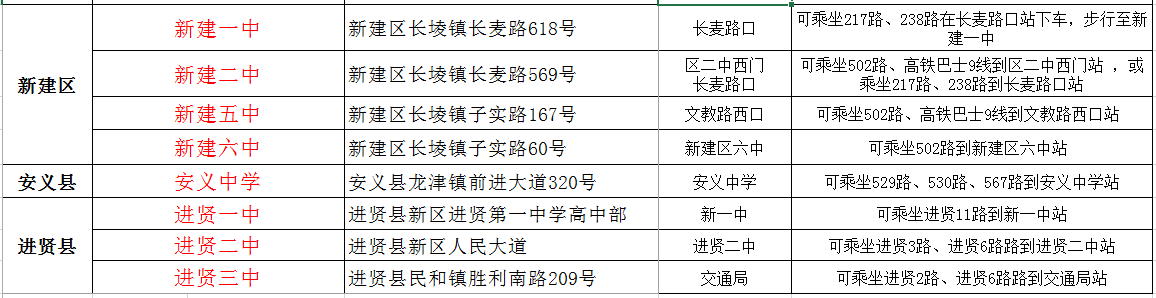 新建区
新建一中
新建区长堎镇长麦路618号
长麦路口
可乘坐217路、238路在长麦路口站下车，步行至新
建一中
新建二中
新建区长堎镇长麦路569号
区二中西门
长麦路口
可乘坐502路、高铁巴士9线到区二中西门站 ，或
乘坐217路、238路到长麦路口站
新建五中
新建区长堎镇子实路167号
文教路西口
可乘坐502路、高铁巴士9线到文教路西口站
新建六中
新建区长堎镇子实路60号
新建区六中
可乘坐502路到新建区六中站
安义县
安义中学
安义县龙津镇前进大道320号
安义中学
可乘坐529路、530路、567路到安义中学站
进贤县
进贤一中
进贤县新区进贤第一中学高中部
新一中
可乘坐进贤11路到新一中站
进贤二中
进贤县新区人民大道
进贤二中
可乘坐进贤3路、进贤6路路到进贤二中站
进贤三中
进贤县民和镇胜利南路209号
交通局
可乘坐进贤2路、进贤6路路到交通局站